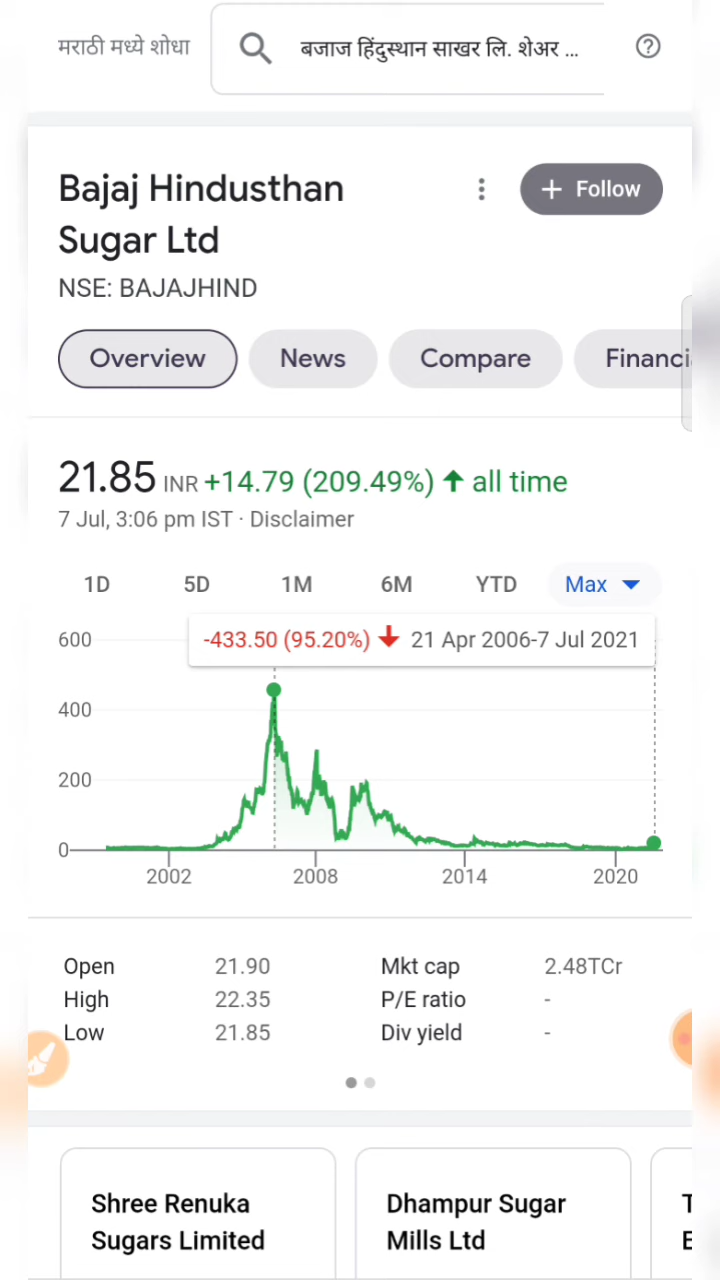 मराठी मध्ये शोधा
बजाज हिंदुस्थान साखर लि. शेअर ...
Bajaj Hindusthan
Sugar Ltd
+ Follow
NSE: BAJAJHIND
Overview News Compare Financi
21.85 INR +14.79 (209.49%) ↑ all time
7 Jul, 3:06 pm IST · Disclaimer
1D 5D 1M 6M YTD Max
-433.50 (95.20%) ↓ 21 Apr 2006-7 Jul 2021
600
400
200
0
2002 2008 2014 2020
Open 21.90 Mkt cap 2.48TCr
High 22.35 P/E ratio -
Low 21.85 Div yield -
Shree Renuka
Sugars Limited
Dhampur Sugar
Mills Ltd
T
E